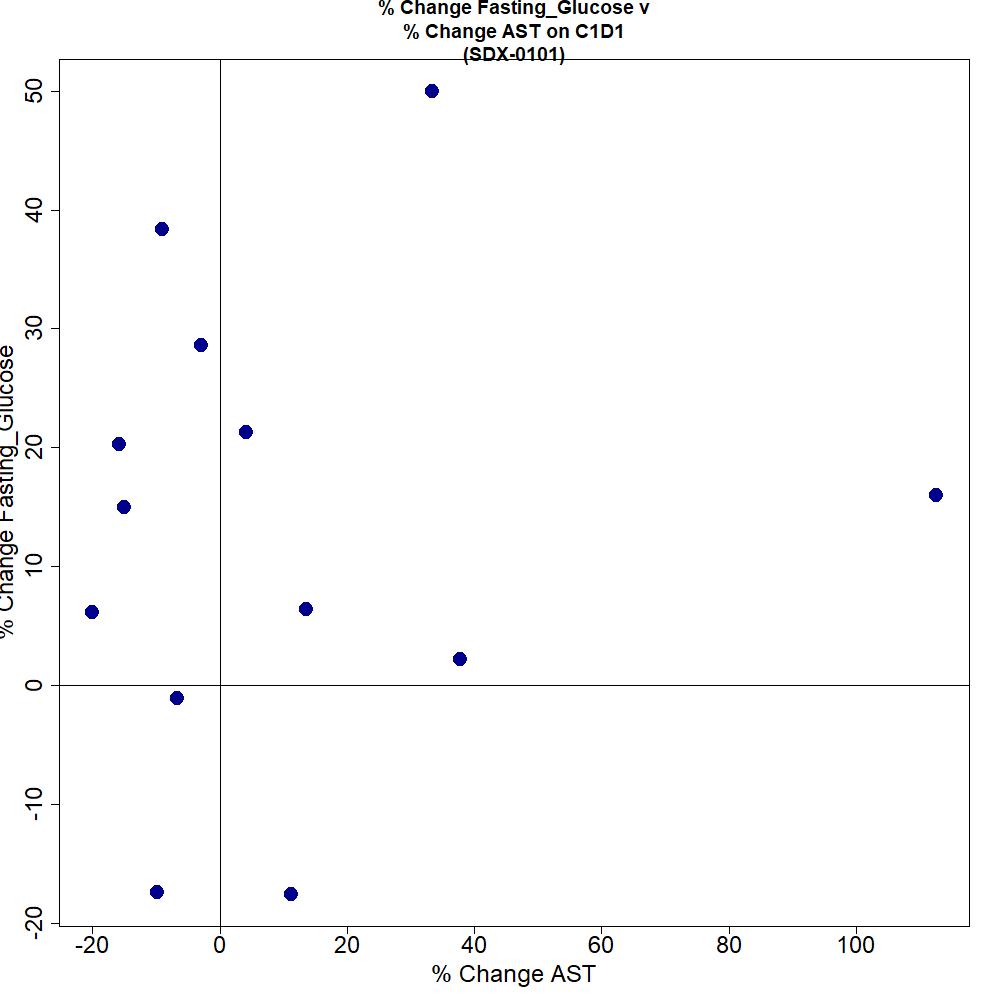 % Change Fasting_Glucose v
% Change AST on C1D1
(SDX-0101)
% Change Fasting_Glucose
50
40
30
20
10
0
-10
-20
-20 0 20 40 60 80 100
% Change AST